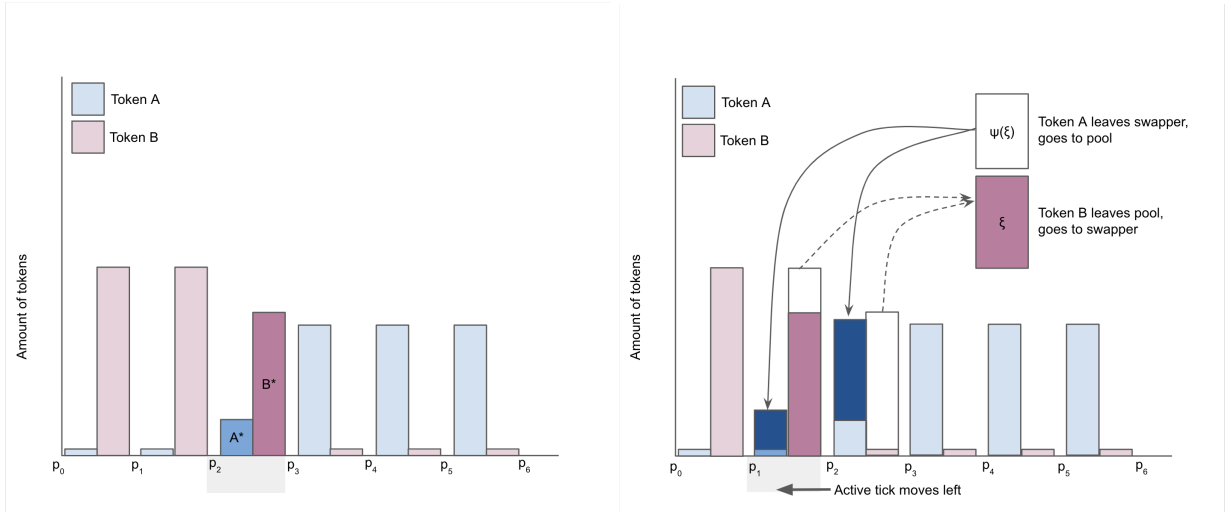 Token A
Token B
Amount of tokens
A*
B*
p0
p1
p2
p3
p4
p5
p6
Token A
Token B
ψ(ξ)
Token A leaves swapper,
goes to pool
ξ
Token B leaves pool,
goes to swapper
Amount of tokens
p0
p1
p2
p3
p4
p5
p6
Active tick moves left